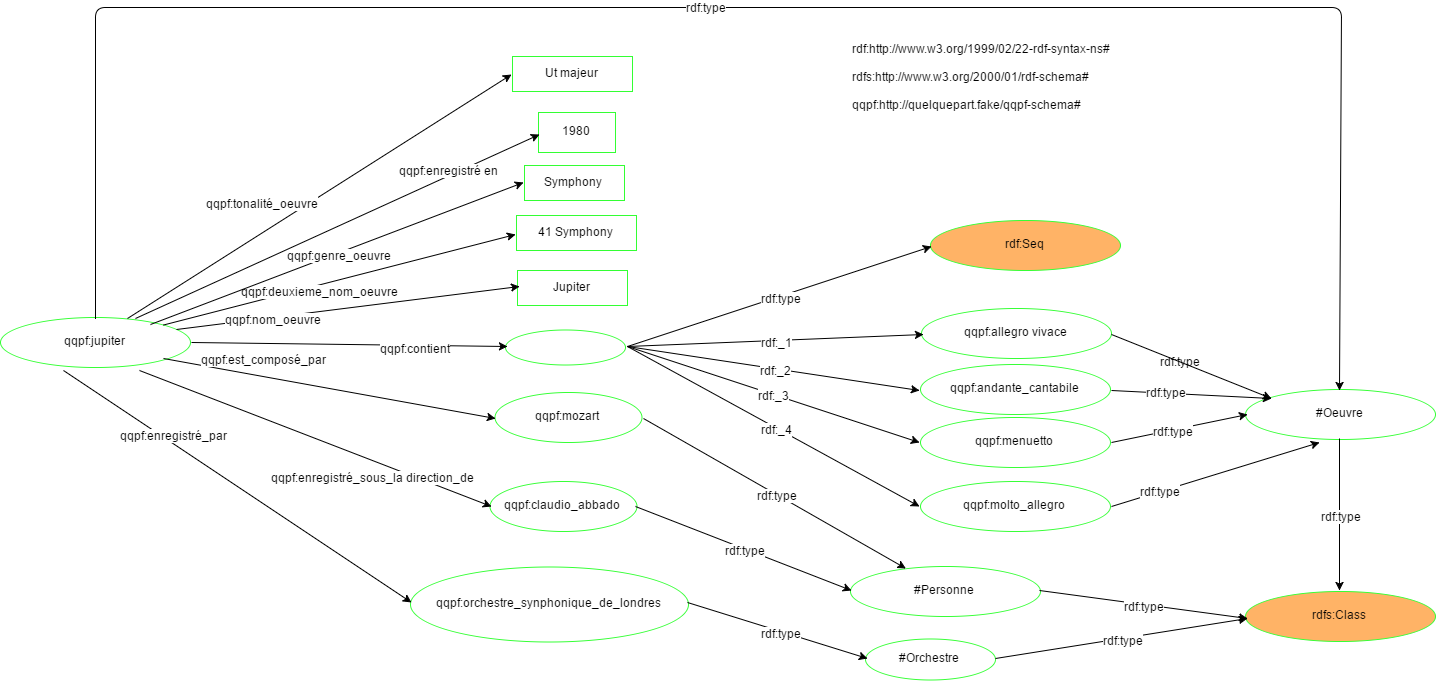 rdf:type
rdf:http://www.w3.org/1999/02/22-rdf-syntax-ns#
rdfs:http://www.w3.org/2000/01/rdf-schema#
qqpf:http://quelquepart.fake/qqpf-schema#
Ut majeur
1980
qqpf:enregistré en
Symphony
qqpf:tonalité_oeuvre
41 Symphony
qqpf:genre_oeuvre
rdf:Seq
Jupiter
qqpf:deuxieme_nom_oeuvre
rdf:type
qqpf:nom_oeuvre
qqpf:jupiter
qqpf:contient
rdf:_1
qqpf:allegro vivace
qqpf:est_composé_par
rdf:type
rdf:_2
qqpf:andante_cantabile
rdf:type
rdf:_3
#Oeuvre
qqpf:mozart
rdf:_4
qqpf:menuetto
rdf:type
qqpf:enregistré_par
qqpf:enregistré_sous_la direction_de
rdf:type
rdf:type
qqpf:claudio_abbado
qqpf:molto_allegro
rdf:type
rdf:type
#Personne
qqpf:orchestre_synphonique_de_londres
rdf:type
rdfs:Class
rdf:type
rdf:type
#Orchestre